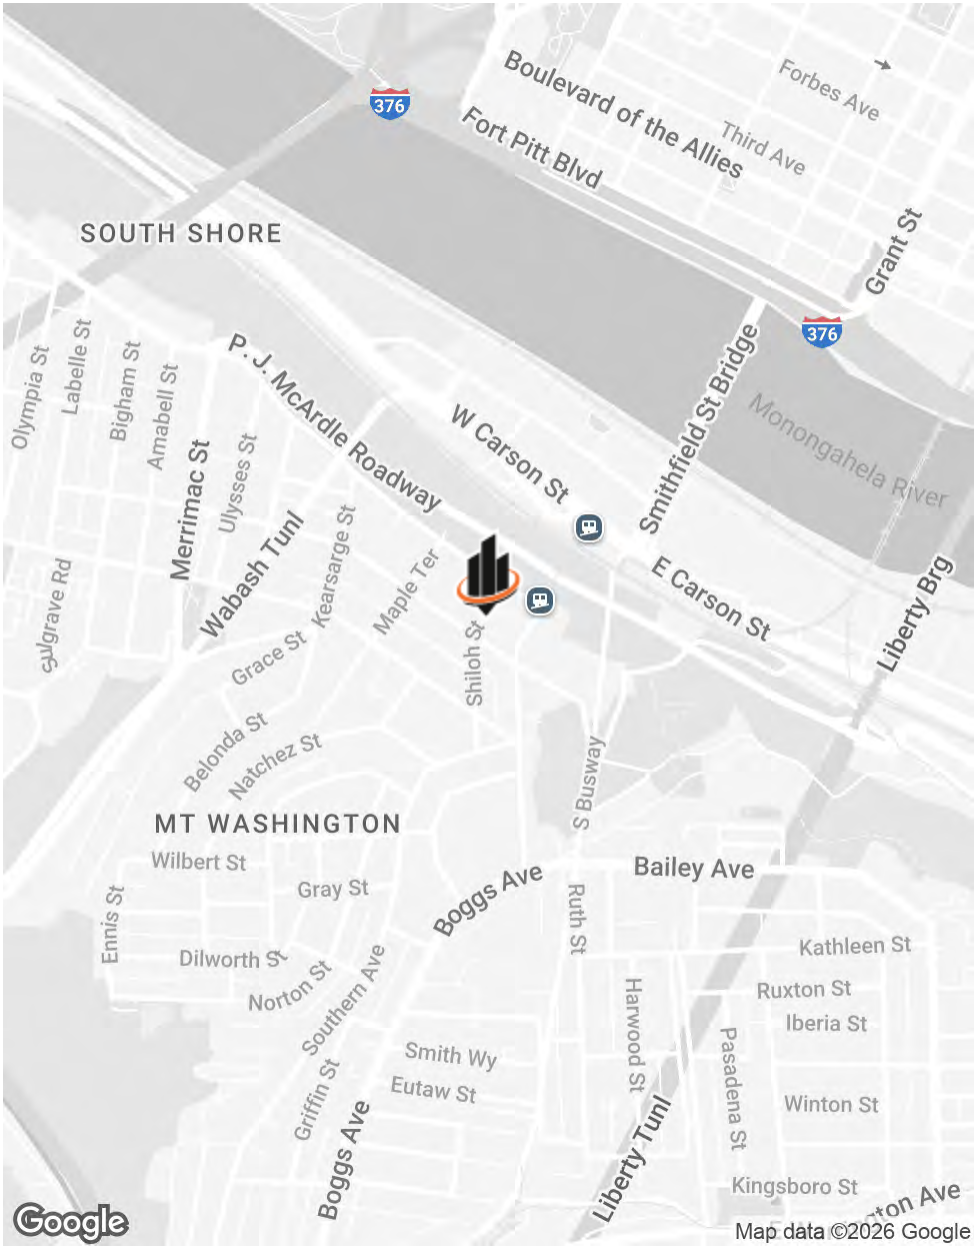 Boulevard of the Allies
Forbes Ave
376
Third Ave
Fort Pitt Blvd
SOUTH SHORE
Grant St
376
Olympia St
Labelle St
Bigham St
Amabell St
P. J. McArdle Roadway
W Carson St
Smithfield St Bridge
Monongahela River
Merrimac St
Ulysses St
Wabash Tunl
Kearsarge St
Maple Ter
E Carson St
Liberty Brg
Sulgrave Rd
Grace St
Shiloh St
Belonda St
Natchez St
S Busway
MT WASHINGTON
Wilbert St
Gray St
Boggs Ave
Bailey Ave
Ennis St
Ruth St
Dilworth St
Norton St
Southern Ave
Kathleen St
Harwood St
Ruxton St
Iberia St
Smith Wy
Pasadena St
Eutaw St
Griffin St
Winton St
Boggs Ave
Liberty Tunl
Kingsboro St
Google
Map data ©2026 Google